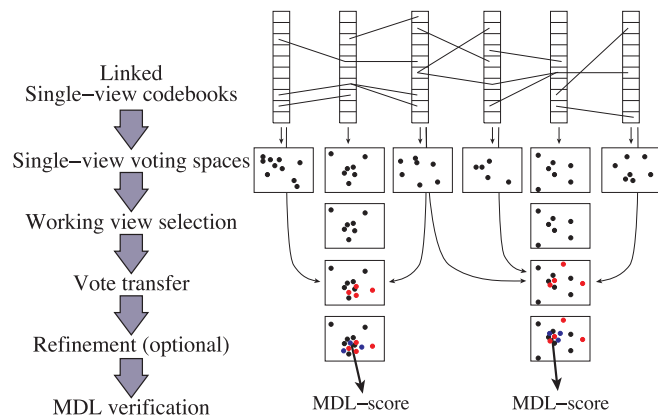 Linked
Single−view codebooks
Single−view voting spaces
Working view selection
Vote transfer
Refinement (optional)
MDL verification
MDL−score
MDL−score